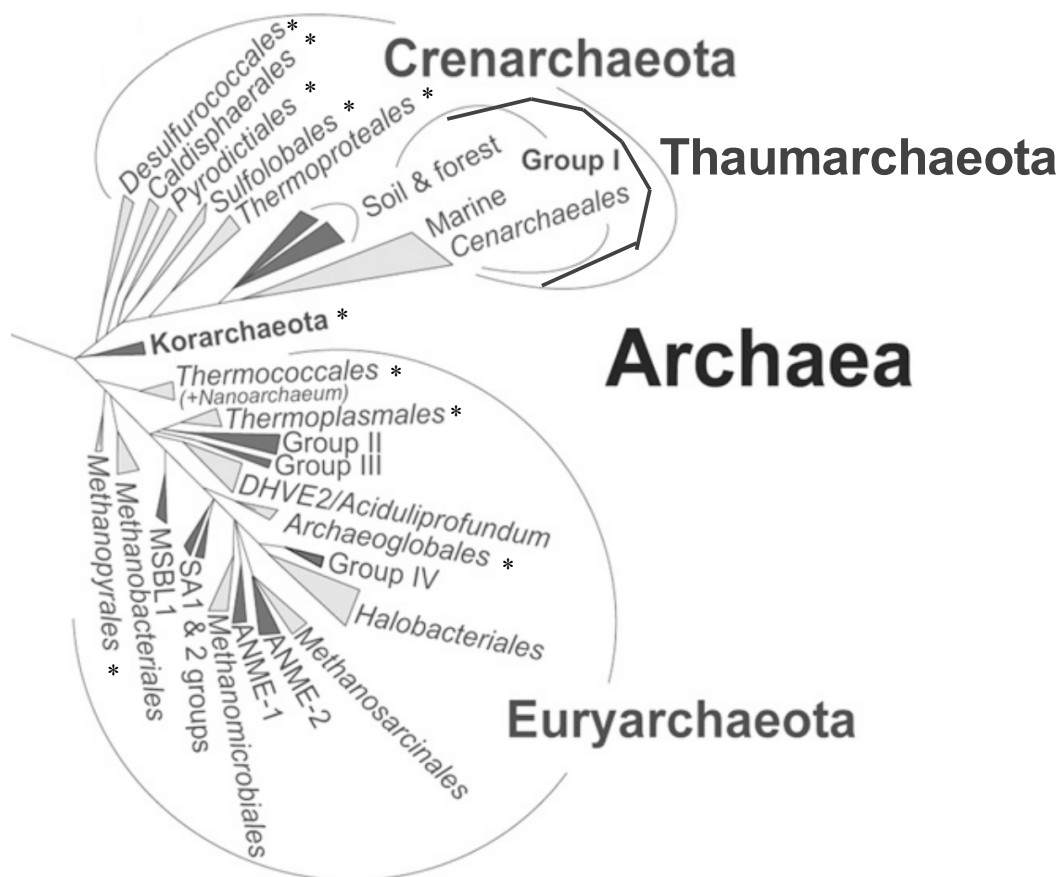 Crenarchaeota
Desulfurococcales *
Caldisphaerales *
Pyrodictiales *
Sulfolobales *
Thermoproteales *
Soil & forest
Group I
Marine
Cenarchaeales
Thaumarchaeota
Korarchaeota *
Archaea
Thermococcales *
(+Nanoarchaeum)
Thermoplasmales *
Group II
Group III
DHVE2/Aciduliprofundum
Archaeoglobales *
Group IV
Halobacteriales
Methanopyrales *
Methanobacteriales
MSBL1
SA1 & 2 groups
Methanomicrobiales
ANME-1
ANME-2
Methanosarcinales
Euryarchaeota